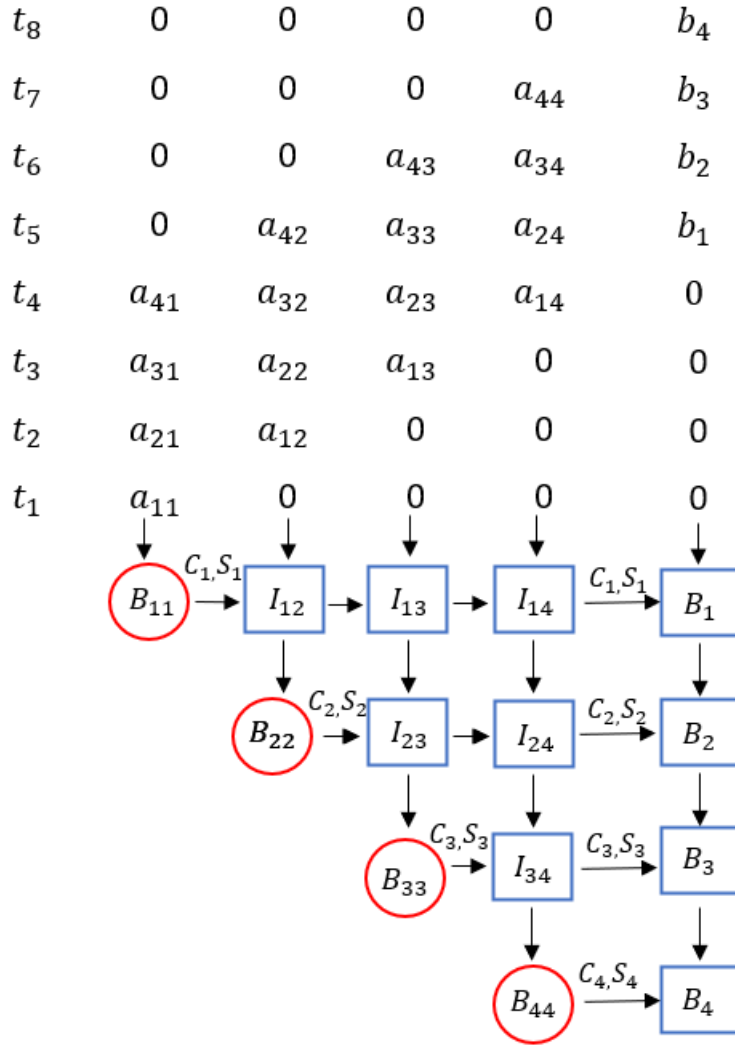 t₈ 0 0 0 0 b₄
t₇ 0 0 0 a₄₄ b₃
t₆ 0 0 a₄₃ a₃₄ b₂
t₅ 0 a₄₂ a₃₃ a₂₄ b₁
t₄ a₄₁ a₃₂ a₂₃ a₁₄ 0
t₃ a₃₁ a₂₂ a₁₃ 0 0
t₂ a₂₁ a₁₂ 0 0 0
t₁ a₁₁ 0 0 0 0
C₁,S₁ C₁,S₁
B₁₁ I₁₂ I₁₃ I₁₄ B₁
C₂,S₂ C₂,S₂
B₂₂ I₂₃ I₂₄ B₂
C₃,S₃ C₃,S₃
B₃₃ I₃₄ B₃
C₄,S₄
B₄₄ B₄